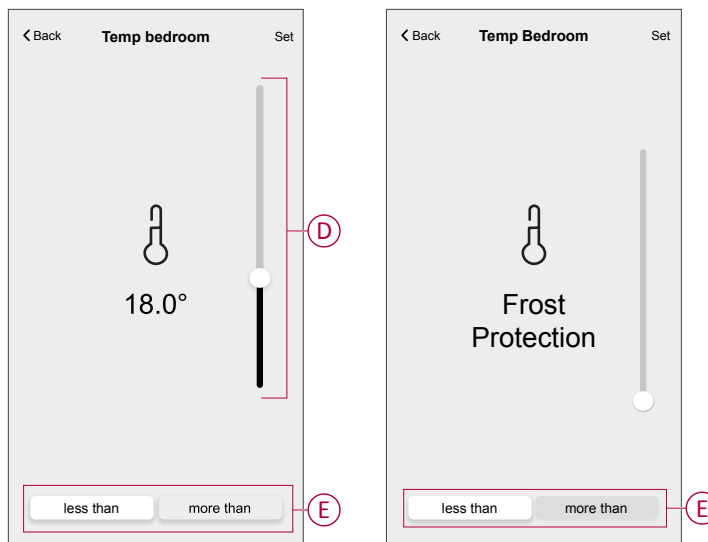 Back Temp bedroom Set
D
18.0°
less than more than
E
Back Temp Bedroom Set
Frost
Protection
less than more than
E